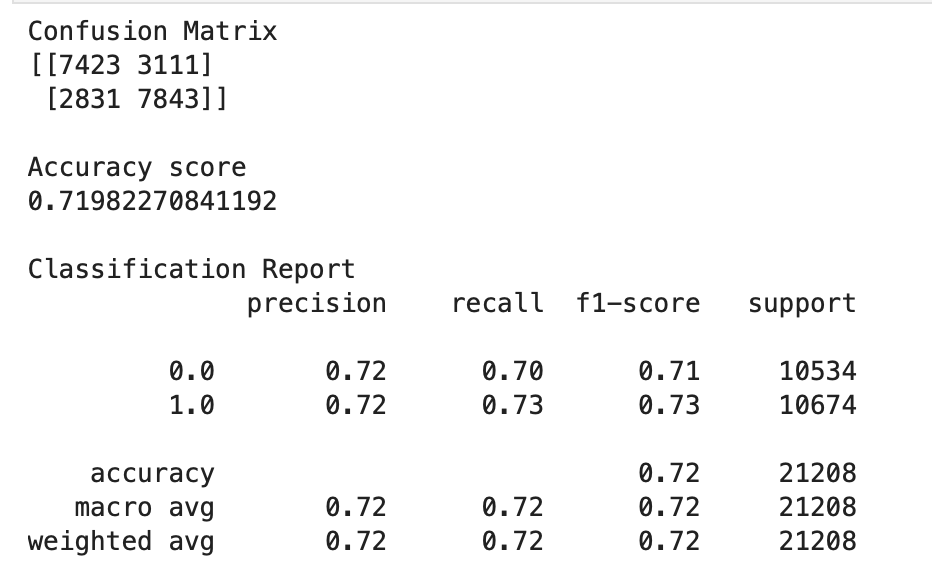 Confusion Matrix
[[7423 3111]
 [2831 7843]]
Accuracy score
0.71982270841192
Classification Report
precision recall f1-score support
0.0 0.72 0.70 0.71 10534
1.0 0.72 0.73 0.73 10674
accuracy 0.72 21208
macro avg 0.72 0.72 0.72 21208
weighted avg 0.72 0.72 0.72 21208